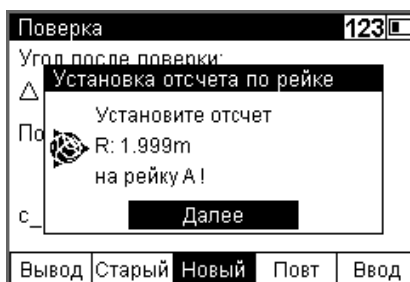 Поверка 123
Угол после поверки:
Установка отсчета по рейке
Установите отсчет
R: 1.999m
на рейку A!
По
с_
Далее
Вывод Старый Новый Повт Ввод